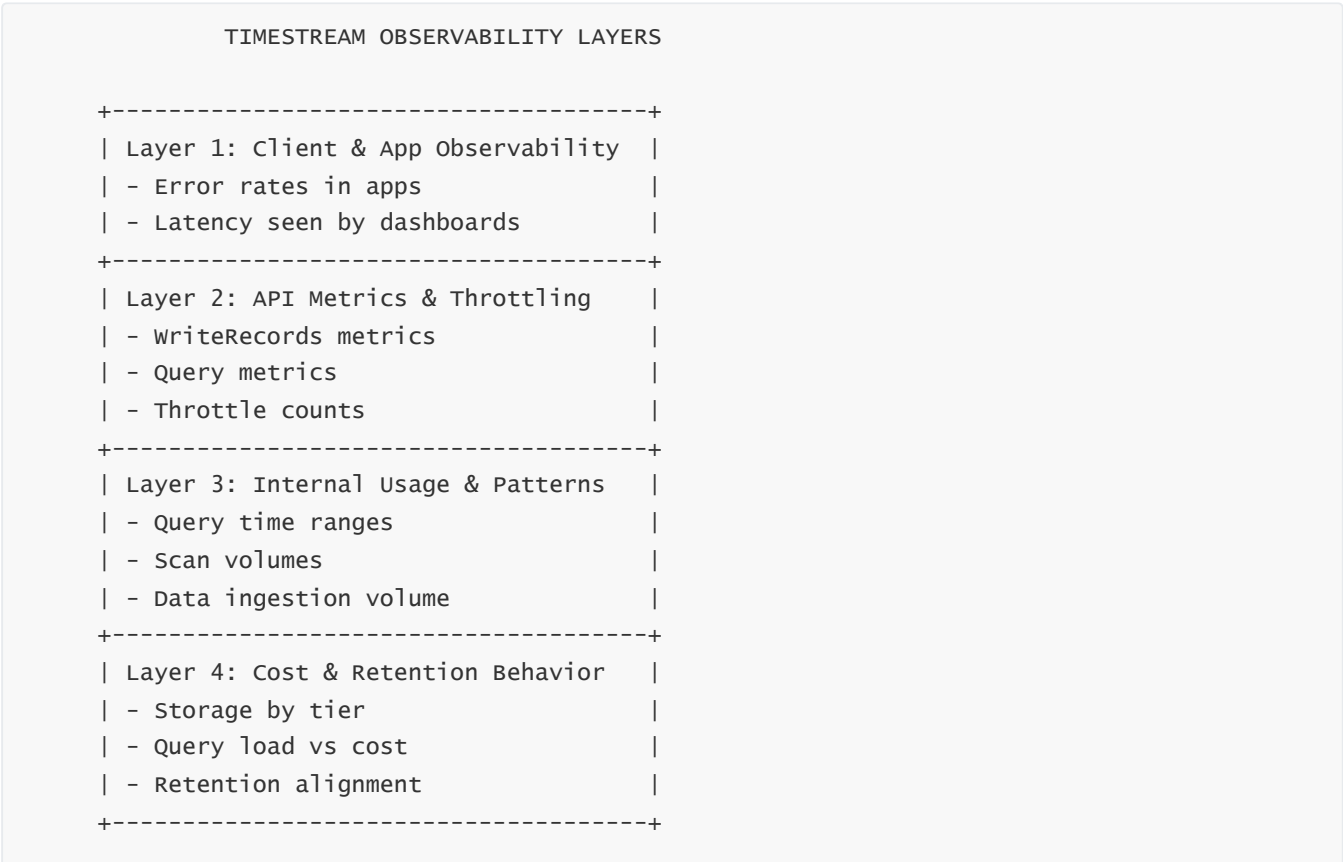 TIMESTREAM OBSERVABILITY LAYERS
+--------------------------------------+
| Layer 1: Client & App Observability  |
| - Error rates in apps                |
| - Latency seen by dashboards         |
+--------------------------------------+
| Layer 2: API Metrics & Throttling    |
| - WriteRecords metrics               |
| - Query metrics                      |
| - Throttle counts                    |
+--------------------------------------+
| Layer 3: Internal Usage & Patterns   |
| - Query time ranges                  |
| - Scan volumes                       |
| - Data ingestion volume              |
+--------------------------------------+
| Layer 4: Cost & Retention Behavior   |
| - Storage by tier                    |
| - Query load vs cost                 |
| - Retention alignment                |
+--------------------------------------+